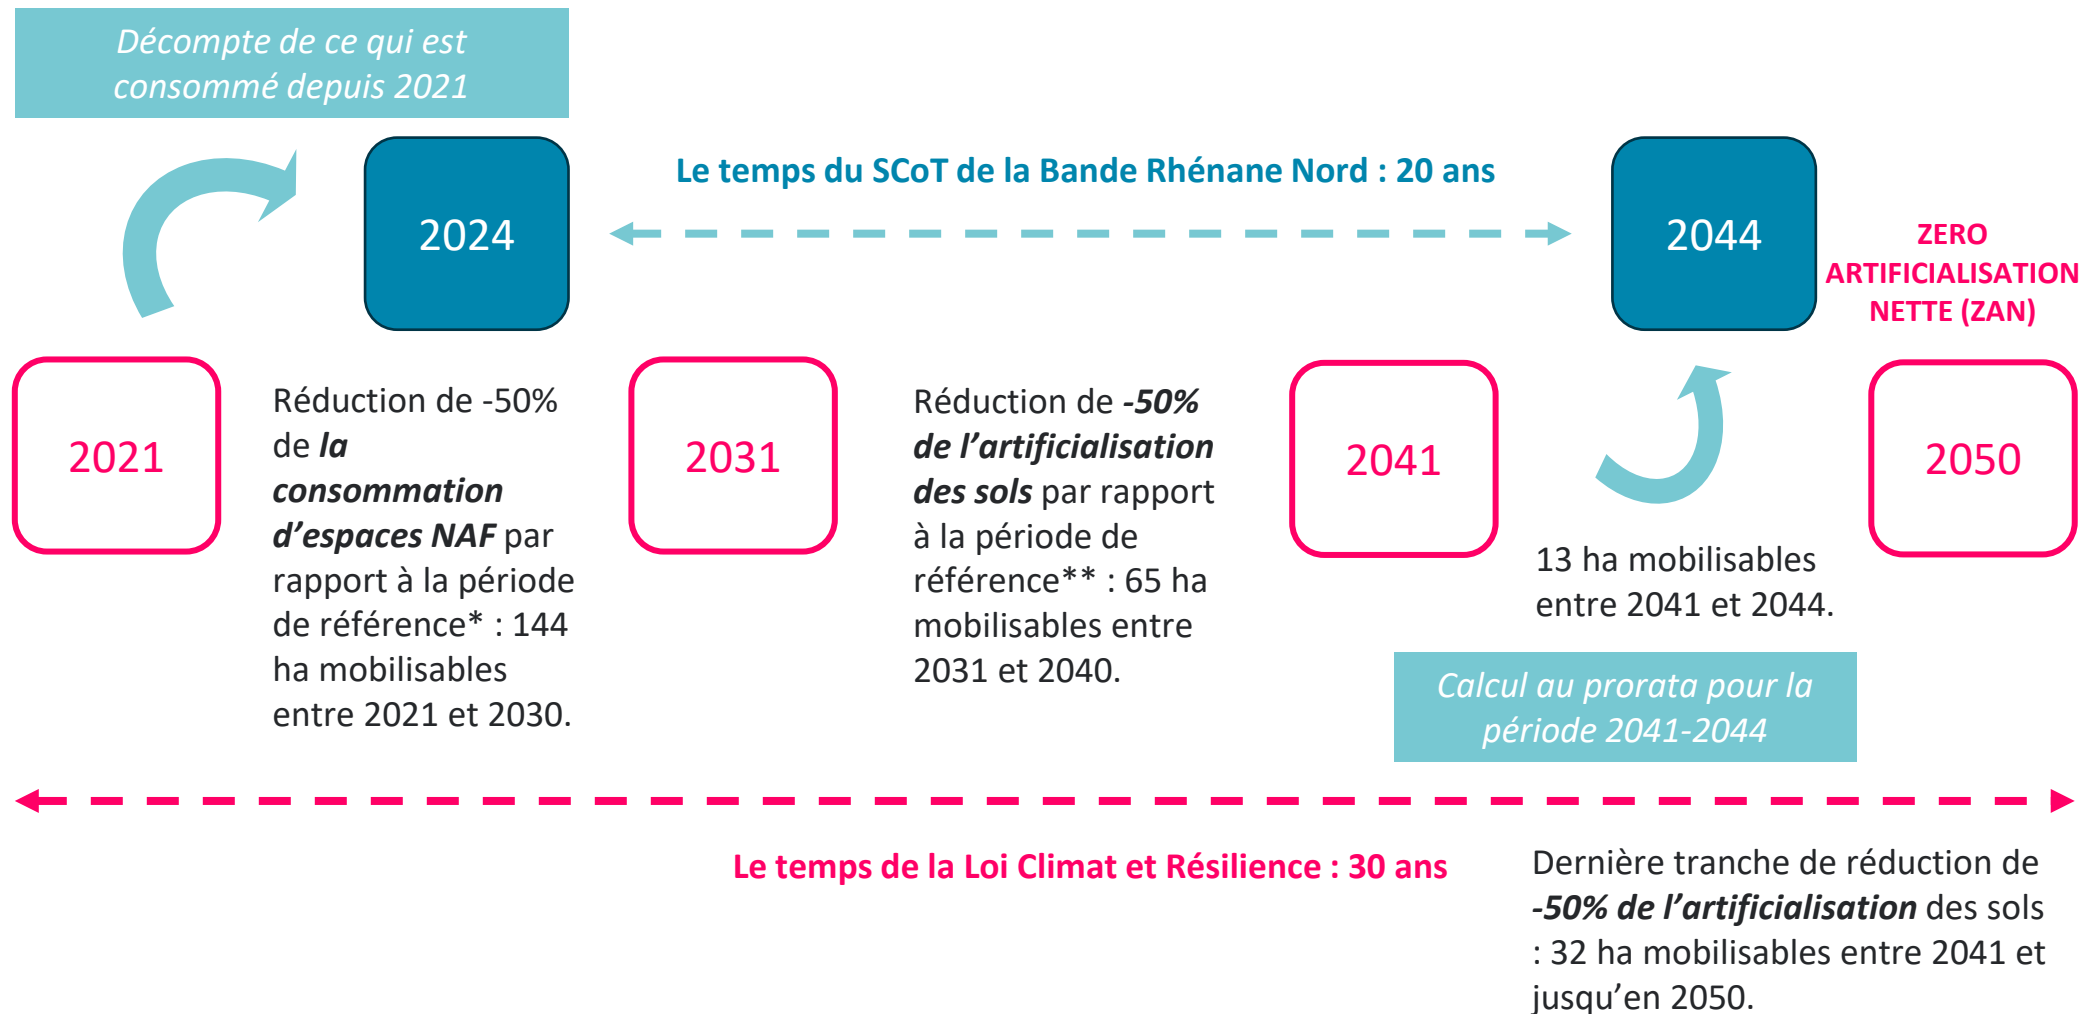 Décompte de ce qui est
consommé depuis 2021
2024
Le temps du SCoT de la Bande Rhénane Nord : 20 ans
2044
ZERO
ARTIFICIALISATION
NETTE (ZAN)
2021
Réduction de -50%
de la
consommation
d’espaces NAF par
rapport à la période
de référence* : 144
ha mobilisables
entre 2021 et 2030.
2031
Réduction de -50%
de l’artificialisation
des sols par rapport
à la période de
référence** : 65 ha
mobilisables entre
2031 et 2040.
2041
13 ha mobilisables
entre 2041 et 2044.
2050
Calcul au prorata pour la
période 2041-2044
Le temps de la Loi Climat et Résilience : 30 ans
Dernière tranche de réduction de
-50% de l’artificialisation des sols
: 32 ha mobilisables entre 2041 et
jusqu’en 2050.